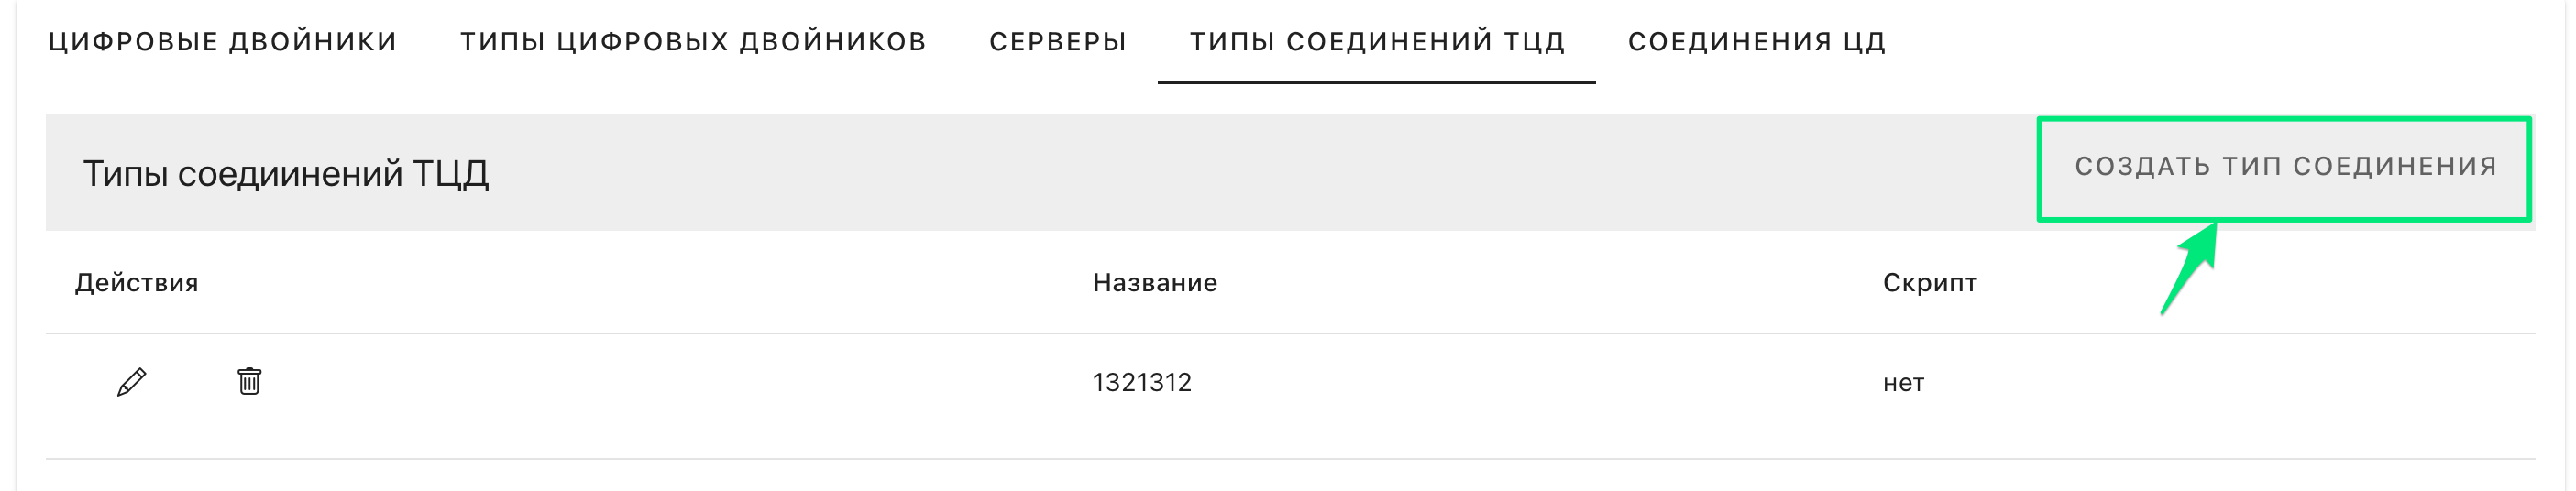 ЦИФРОВЫЕ ДВОЙНИКИ ТИПЫ ЦИФРОВЫХ ДВОЙНИКОВ СЕРВЕРЫ ТИПЫ СОЕДИНЕНИЙ ТЦД СОЕДИНЕНИЯ ЦД
Типы соедиинений ТЦД СОЗДАТЬ ТИП СОЕДИНЕНИЯ
Действия Название Скрипт
1321312 нет